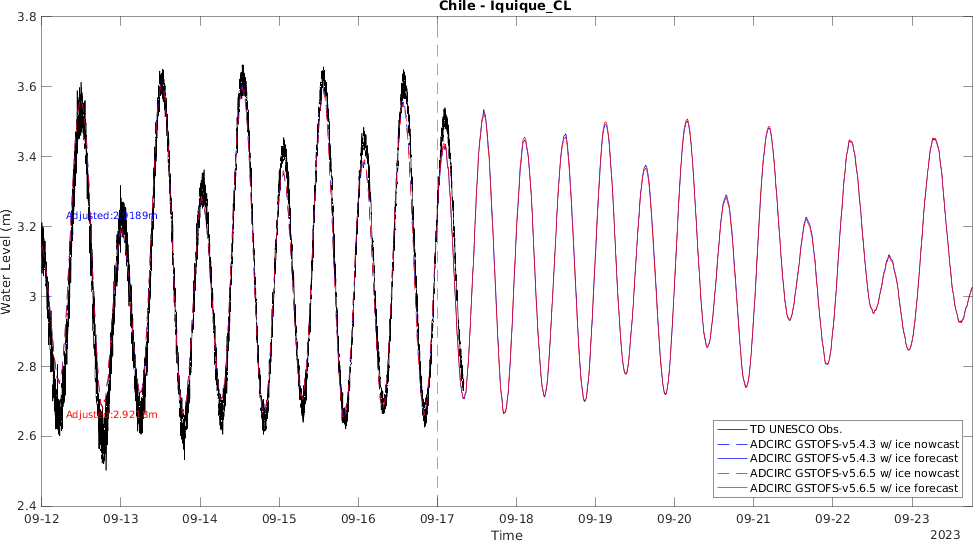 Chile - Iquique_CL
3.8
3.6
3.4
3.2
3
2.8
2.6
2.4
Water Level (m)
Adjusted:2.9189m
TD UNESCO Obs.
ADCIRC GSTOFS-v5.4.3 w/ ice nowcast
ADCIRC GSTOFS-v5.4.3 w/ ice forecast
ADCIRC GSTOFS-v5.6.5 w/ ice nowcast
ADCIRC GSTOFS-v5.6.5 w/ ice forecast
09-12 09-13 09-14 09-15 09-16 09-17 09-18 09-19 09-20 09-21 09-22 09-23
Time
2023